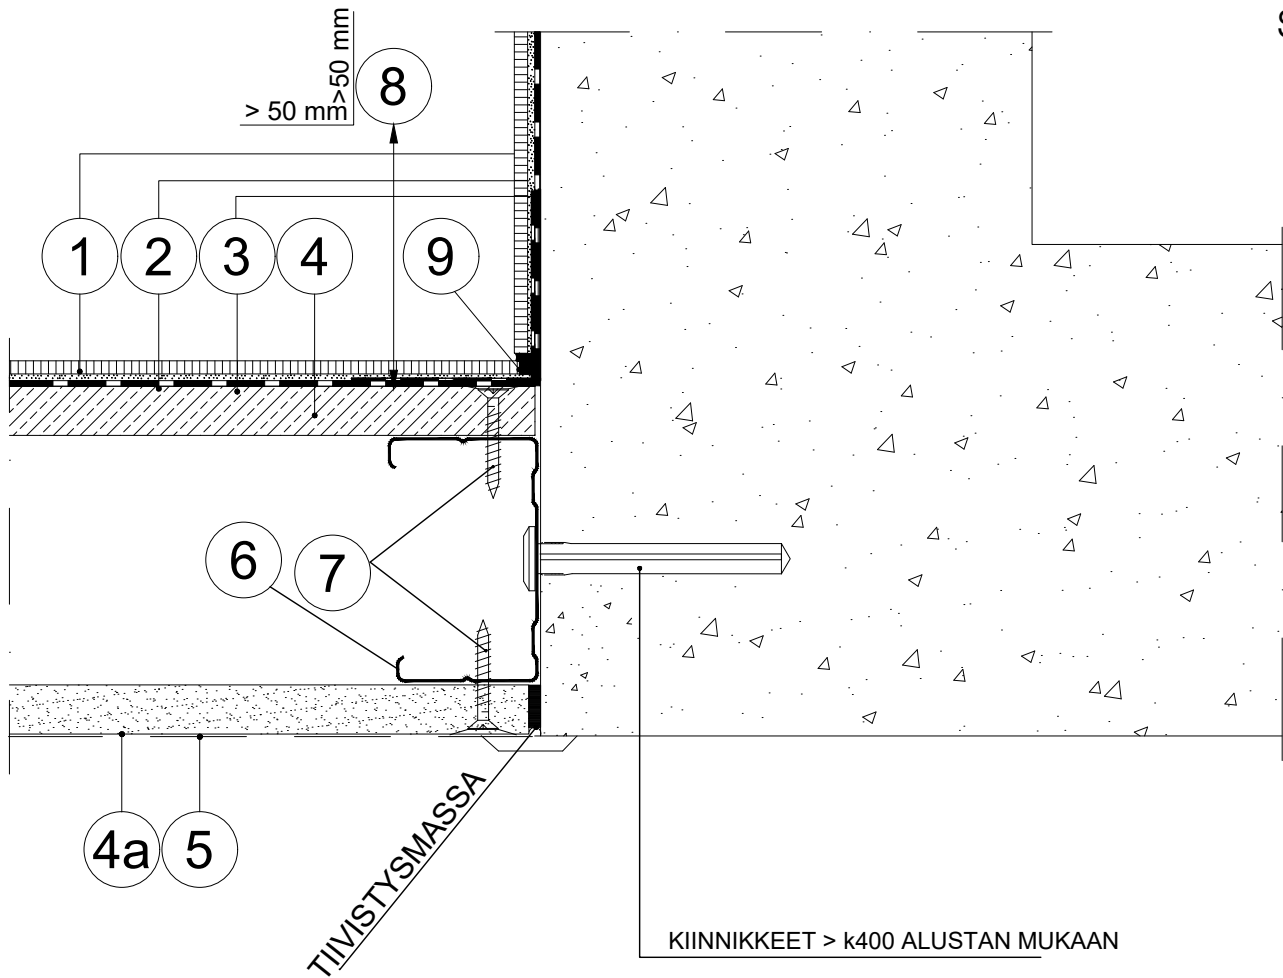 >50 mm
> 50 mm
8
1 2 3 4 9
6 7
4a 5
TIIVISTYSMASSA
KIINNIKKEET > k400 ALUSTAN MUKAAN